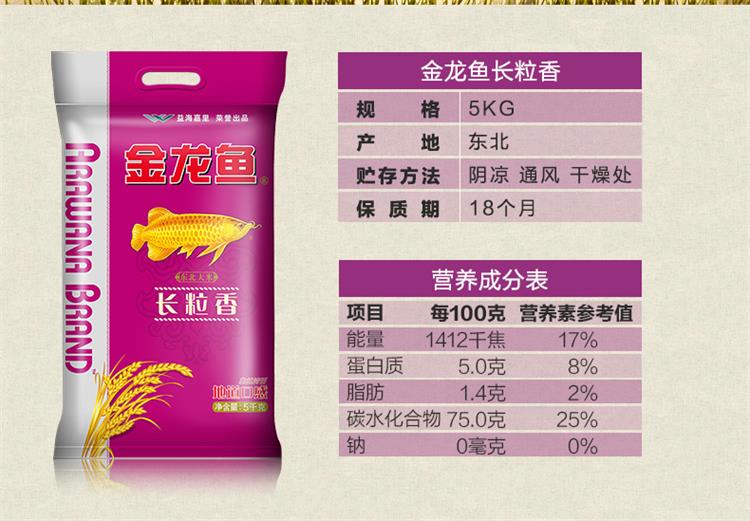 益海嘉里 荣誉出品
金龙鱼
ARAWANA BRAND
东北大米
长粒香
地道口感
净含量:5千克
金龙鱼长粒香
规 格 5KG
产 地 东北
贮存方法 阴凉 通风 干燥处
保 质 期 18个月
营养成分表
项目 每100克 营养素参考值
能量 1412千焦 17%
蛋白质 5.0克 8%
脂肪 1.4克 2%
碳水化合物 75.0克 25%
钠 0毫克 0%